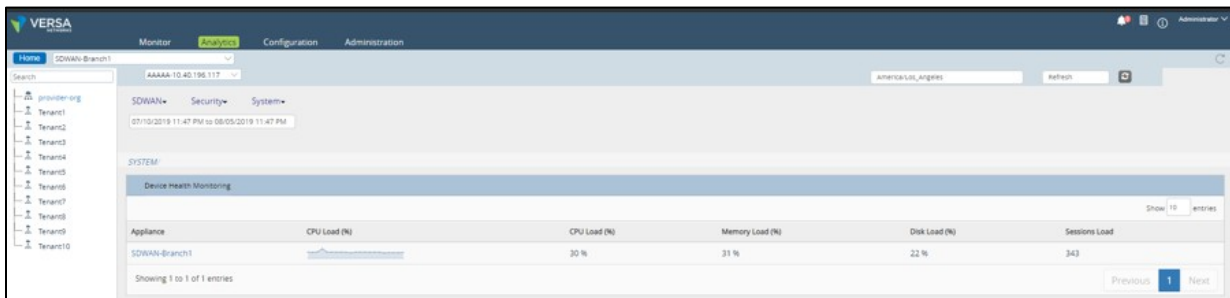 VERSA
NETWORKS
Administrator
Monitor Analytics Configuration Administration
Home SDWAN-Branch1
Search AAAAA-10.40.196.117 America/Los_Angeles Refresh
provider-org
SDWAN Security System
Tenant1
07/10/2019 11:47 PM to 08/05/2019 11:47 PM
Tenant2
Tenant3
Tenant4
SYSTEM
Tenant5
Tenant6
Device Health Monitoring
Tenant7
Tenant8
Show 10 entries
Tenant9
Appliance CPU Load (%) CPU Load (%) Memory Load (%) Disk Load (%) Sessions Load
Tenant10
SDWAN-Branch1 30 % 31 % 22 % 343
Showing 1 to 1 of 1 entries Previous 1 Next